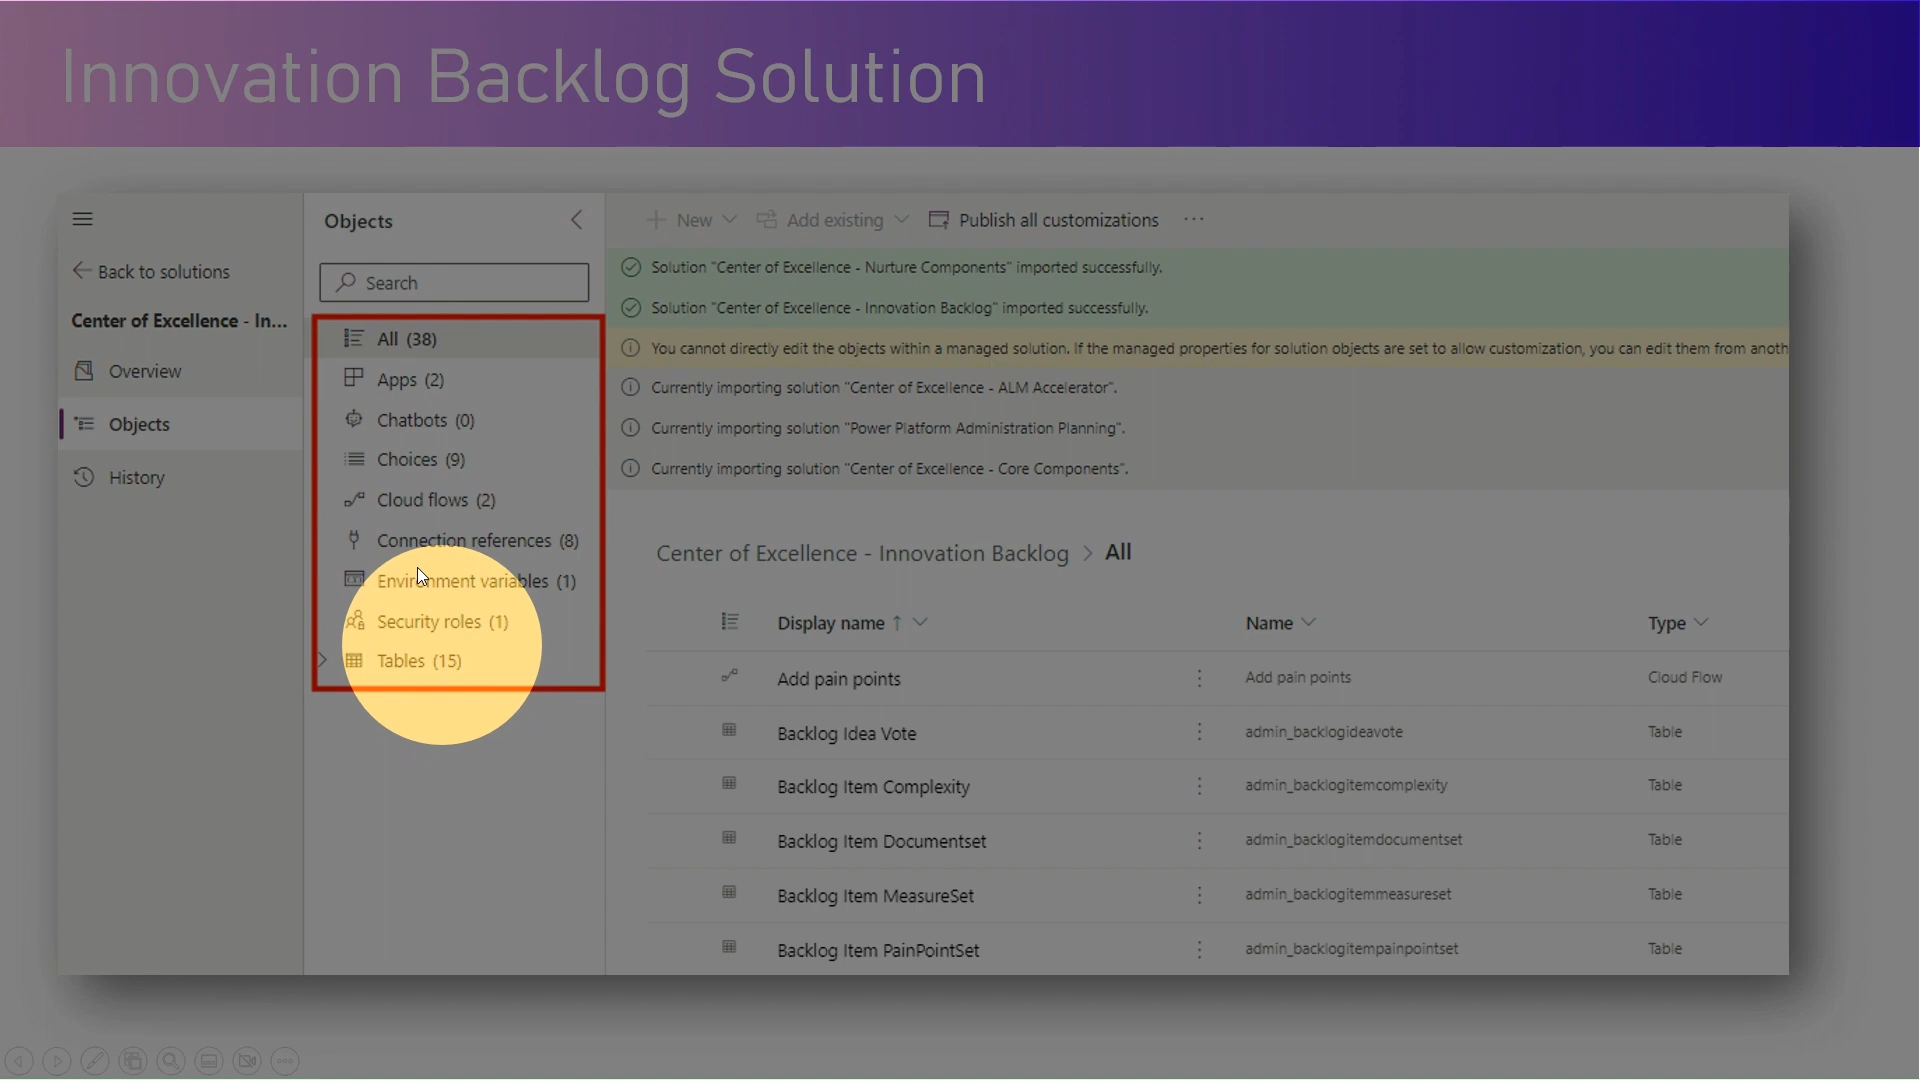 Innovation Backlog Solution
Back to solutions
Center of Excellence - In...
Overview
Objects
History
Objects
Search
All (38)
Apps (2)
Chatbots (0)
Choices (9)
Cloud flows (2)
Connection references (8)
Environment variables (1)
Security roles (1)
Tables (15)
New
Add existing
Publish all customizations
Solution "Center of Excellence - Nurture Components" imported successfully.
Solution "Center of Excellence - Innovation Backlog" imported successfully.
You cannot directly edit the objects within a managed solution. If the managed properties for solution objects are set to allow customization, you can edit them from anoth
Currently importing solution "Center of Excellence - ALM Accelerator".
Currently importing solution "Power Platform Administration Planning".
Currently importing solution "Center of Excellence - Core Components".
Center of Excellence - Innovation Backlog > All
Display name ↑ Name Type
Add pain points Add pain points Cloud Flow
Backlog Idea Vote admin_backlogideavote Table
Backlog Item Complexity admin_backlogitemcomplexity Table
Backlog Item Documentset admin_backlogitemdocumentset Table
Backlog Item MeasureSet admin_backlogitemmeasureset Table
Backlog Item PainPointSet admin_backlogitempainpointset Table